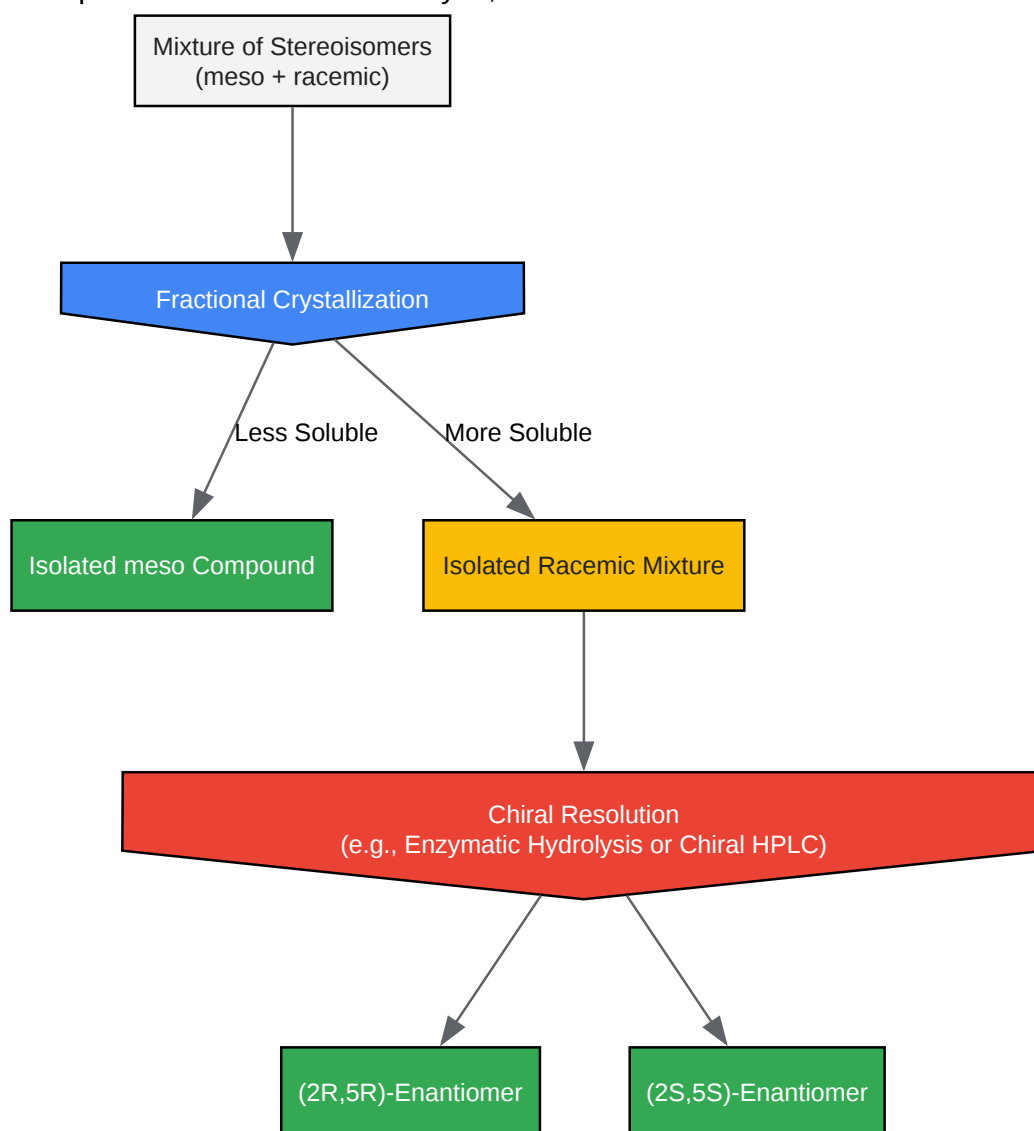 Mixture of Stereoisomers
(meso + racemic)
Fractional Crystallization
Less Soluble
More Soluble
Isolated meso Compound
Isolated Racemic Mixture
Chiral Resolution
(e.g., Enzymatic Hydrolysis or Chiral HPLC)
(2R,5R)-Enantiomer
(2S,5S)-Enantiomer